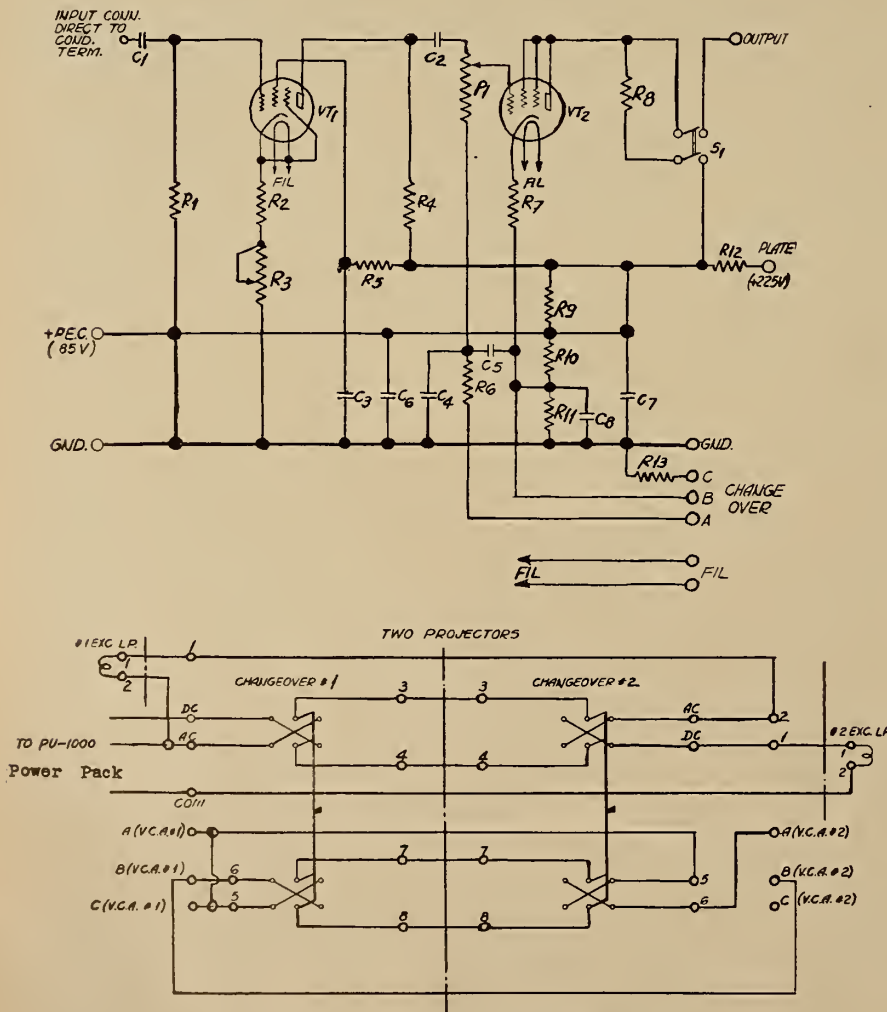 INPUT CONN.
DIRECT TO
COND.
TERM.
C1
C2
P1
VT1
VT2
R8
OUTPUT
S1
FIL
FIL
R1
R2
R4
R7
R3
R5
R12
PLATE
(+225V)
R9
+P.E.C.
(85V)
C5
R10
R6
C3
C6
C4
R11
C8
C7
GND.
GND.
R13
C
B
A
CHANGE
OVER
FIL
FIL
TWO PROJECTORS
#1 EXC. LP.
1
2
1
CHANGEOVER #1
3
3
CHANGEOVER #2
DC
AC
2
TO PU-1000
AC
DC
1
#2 EXC. LP.
1
2
4
4
Power Pack
COM
A (V.C.A. #1)
A (V.C.A. #2)
7
7
B (V.C.A. #1)
6
5
B (V.C.A. #2)
C (V.C.A. #1)
5
6
C (V.C.A. #2)
8
8